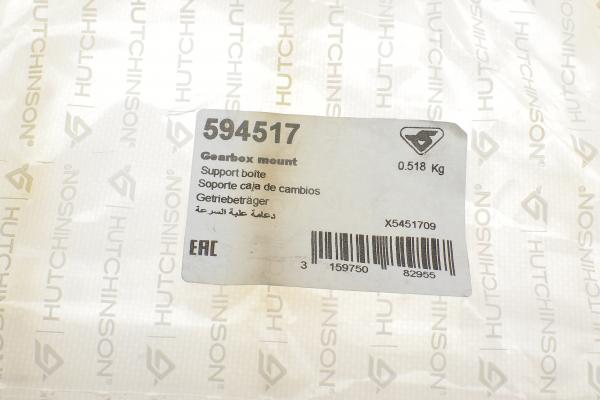 594517
Gearbox mount
Support boîte
Soporte caja de cambios
Getriebeträger
دعامة علبة السرعة
0.518 Kg
X5451709
EAC
3 159750 82955
HUTCHINSON®